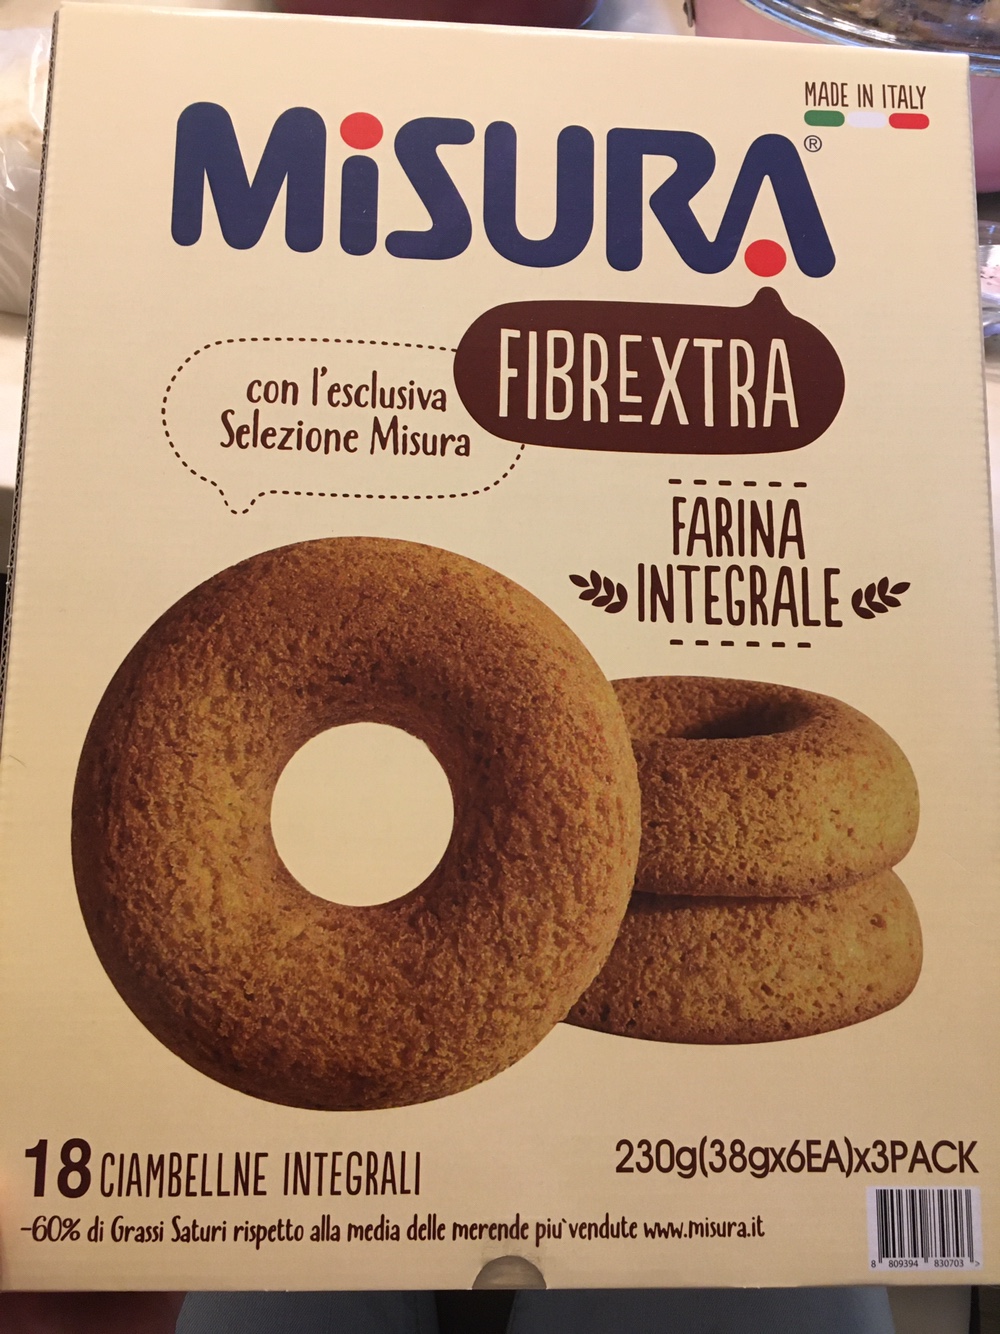 MADE IN ITALY
MiSURA®
FIBREXTRA
con l'esclusiva
Selezione Misura
FARINA
INTEGRALE
18 CIAMBELLNE INTEGRALI
230g(38gx6EA)x3PACK
-60% di Grassi Saturi rispetto alla media delle merende piu` vendute www.misura.it
8 809394 830703 >